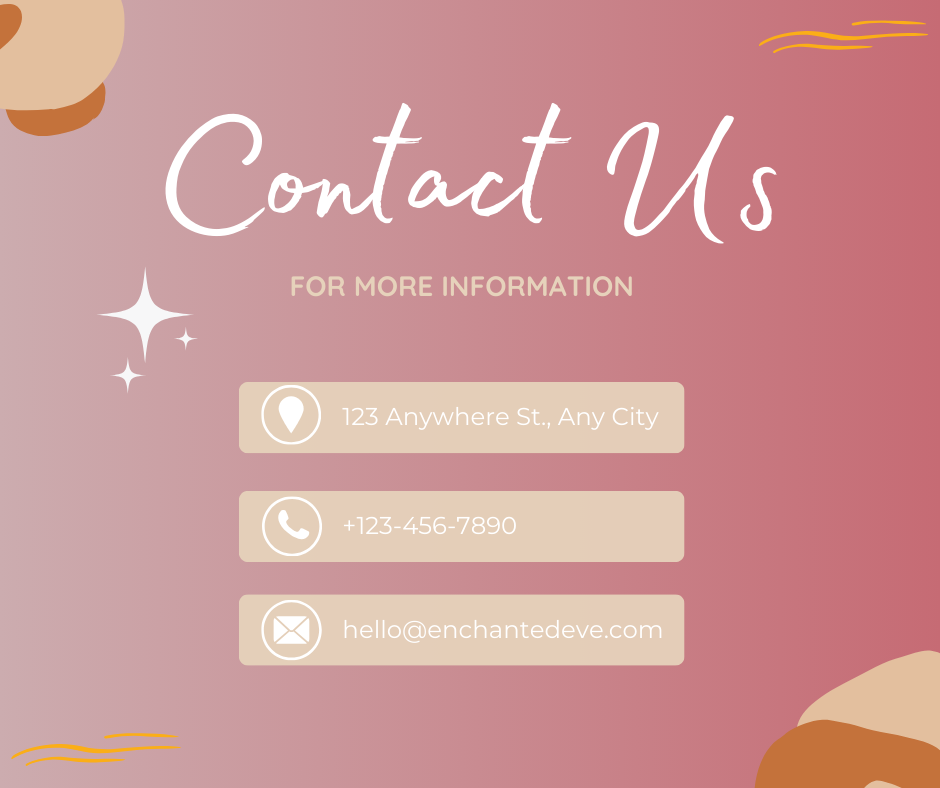 Contact Us
FOR MORE INFORMATION
123 Anywhere St., Any City
+123-456-7890
hello@enchantedeve.com